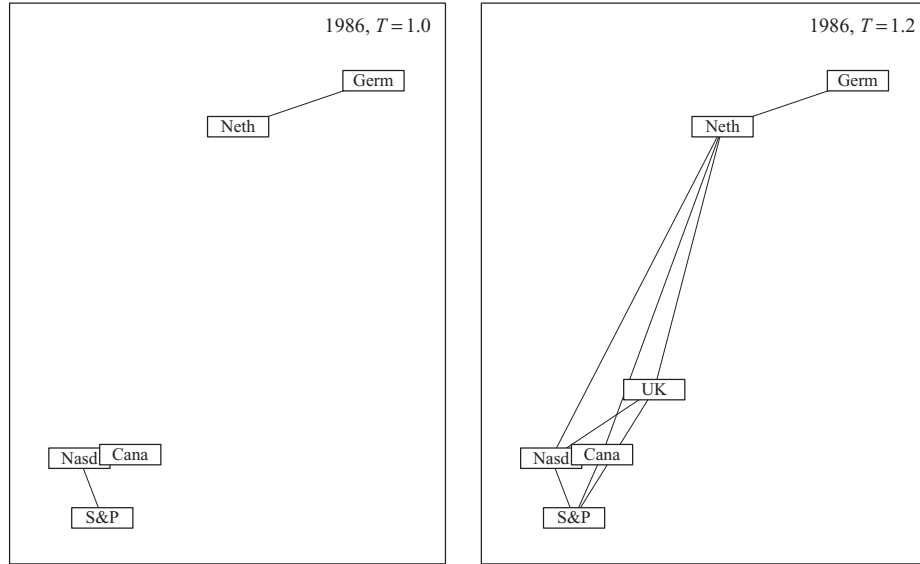 1986, T = 1.0
Germ
Neth
Nasd
Cana
S&P
1986, T = 1.2
Germ
Neth
UK
Nasd
Cana
S&P